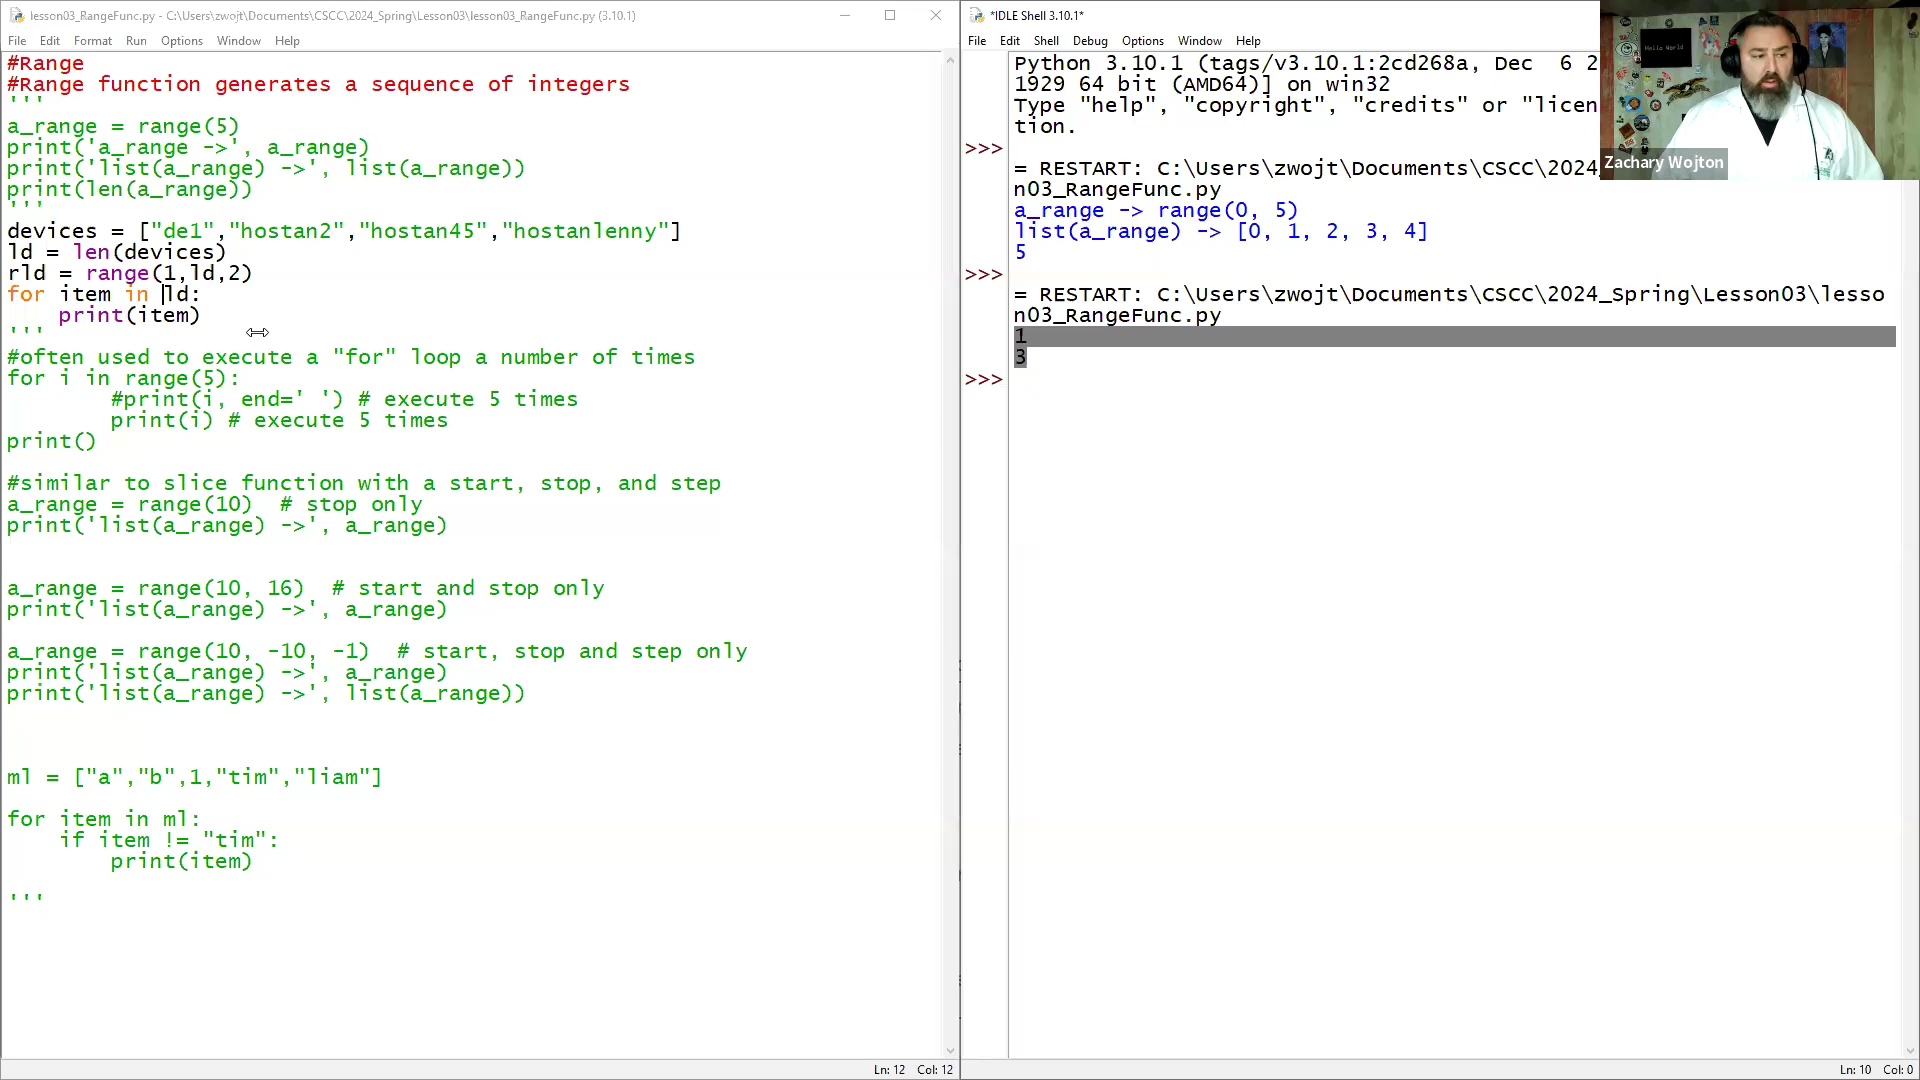 lesson03_RangeFunc.py - C:\Users\zwojt\Documents\CSCC\2024_Spring\Lesson03\lesson03_RangeFunc.py (3.10.1)
File Edit Format Run Options Window Help
#Range
#Range function generates a sequence of integers
'''
a_range = range(5)
print('a_range ->', a_range)
print('list(a_range) ->', list(a_range))
print(len(a_range))
'''
devices = ["de1","hostan2","hostan45","hostanlenny"]
ld = len(devices)
rld = range(1,ld,2)
for item in ld:
    print(item)
'''
#often used to execute a "for" loop a number of times
for i in range(5):
        #print(i, end=' ') # execute 5 times
        print(i) # execute 5 times
print()
#similar to slice function with a start, stop, and step
a_range = range(10)  # stop only
print('list(a_range) ->', a_range)
a_range = range(10, 16)  # start and stop only
print('list(a_range) ->', a_range)
a_range = range(10, -10, -1)  # start, stop and step only
print('list(a_range) ->', a_range)
print('list(a_range) ->', list(a_range))
ml = ["a","b",1,"tim","liam"]
for item in ml:
    if item != "tim":
        print(item)
'''
Ln: 12 Col: 12
*IDLE Shell 3.10.1*
File Edit Shell Debug Options Window Help
Python 3.10.1 (tags/v3.10.1:2cd268a, Dec  6 2
1929 64 bit (AMD64)] on win32
Type "help", "copyright", "credits" or "licen
tion.
>>>
= RESTART: C:\Users\zwojt\Documents\CSCC\2024_
n03_RangeFunc.py
a_range -> range(0, 5)
list(a_range) -> [0, 1, 2, 3, 4]
5
>>>
= RESTART: C:\Users\zwojt\Documents\CSCC\2024_Spring\Lesson03\lesso
n03_RangeFunc.py
1
3
>>>
Ln: 10 Col: 0
Hello World
Zachary Wojton